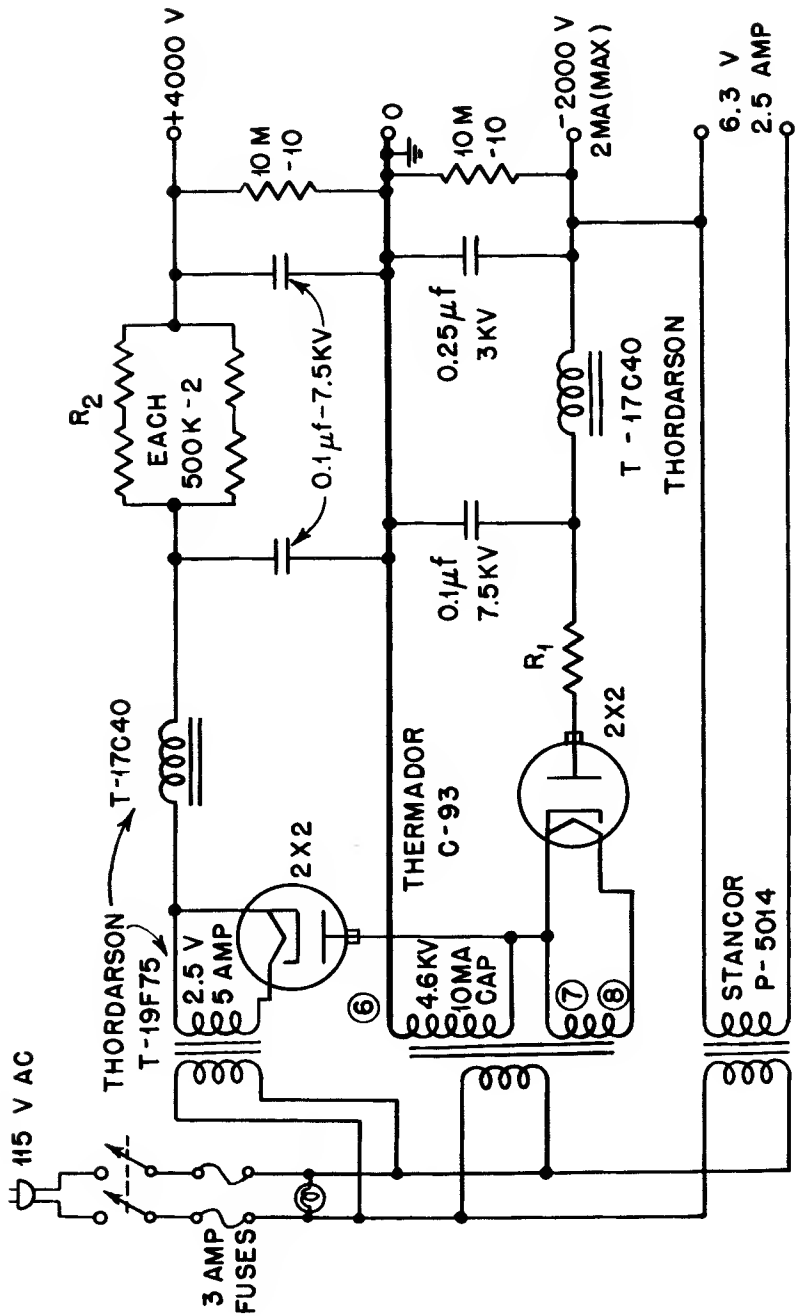 115 V AC
3 AMP
FUSES
THORDARSON
T-19F75
T-17C40
2.5 V
5 AMP
2X2
R2
EACH
500K-2
0.1μf-7.5KV
+4000 V
10 M
-10
0
6
4.6KV
10MA
CAP
THERMADOR
C-93
7
8
2X2
R1
0.1μf
7.5KV
0.25μf
3KV
10 M
-10
-2000 V
2MA(MAX)
T-17C40
THORDARSON
STANCOR
P-5014
6.3 V
2.5 AMP